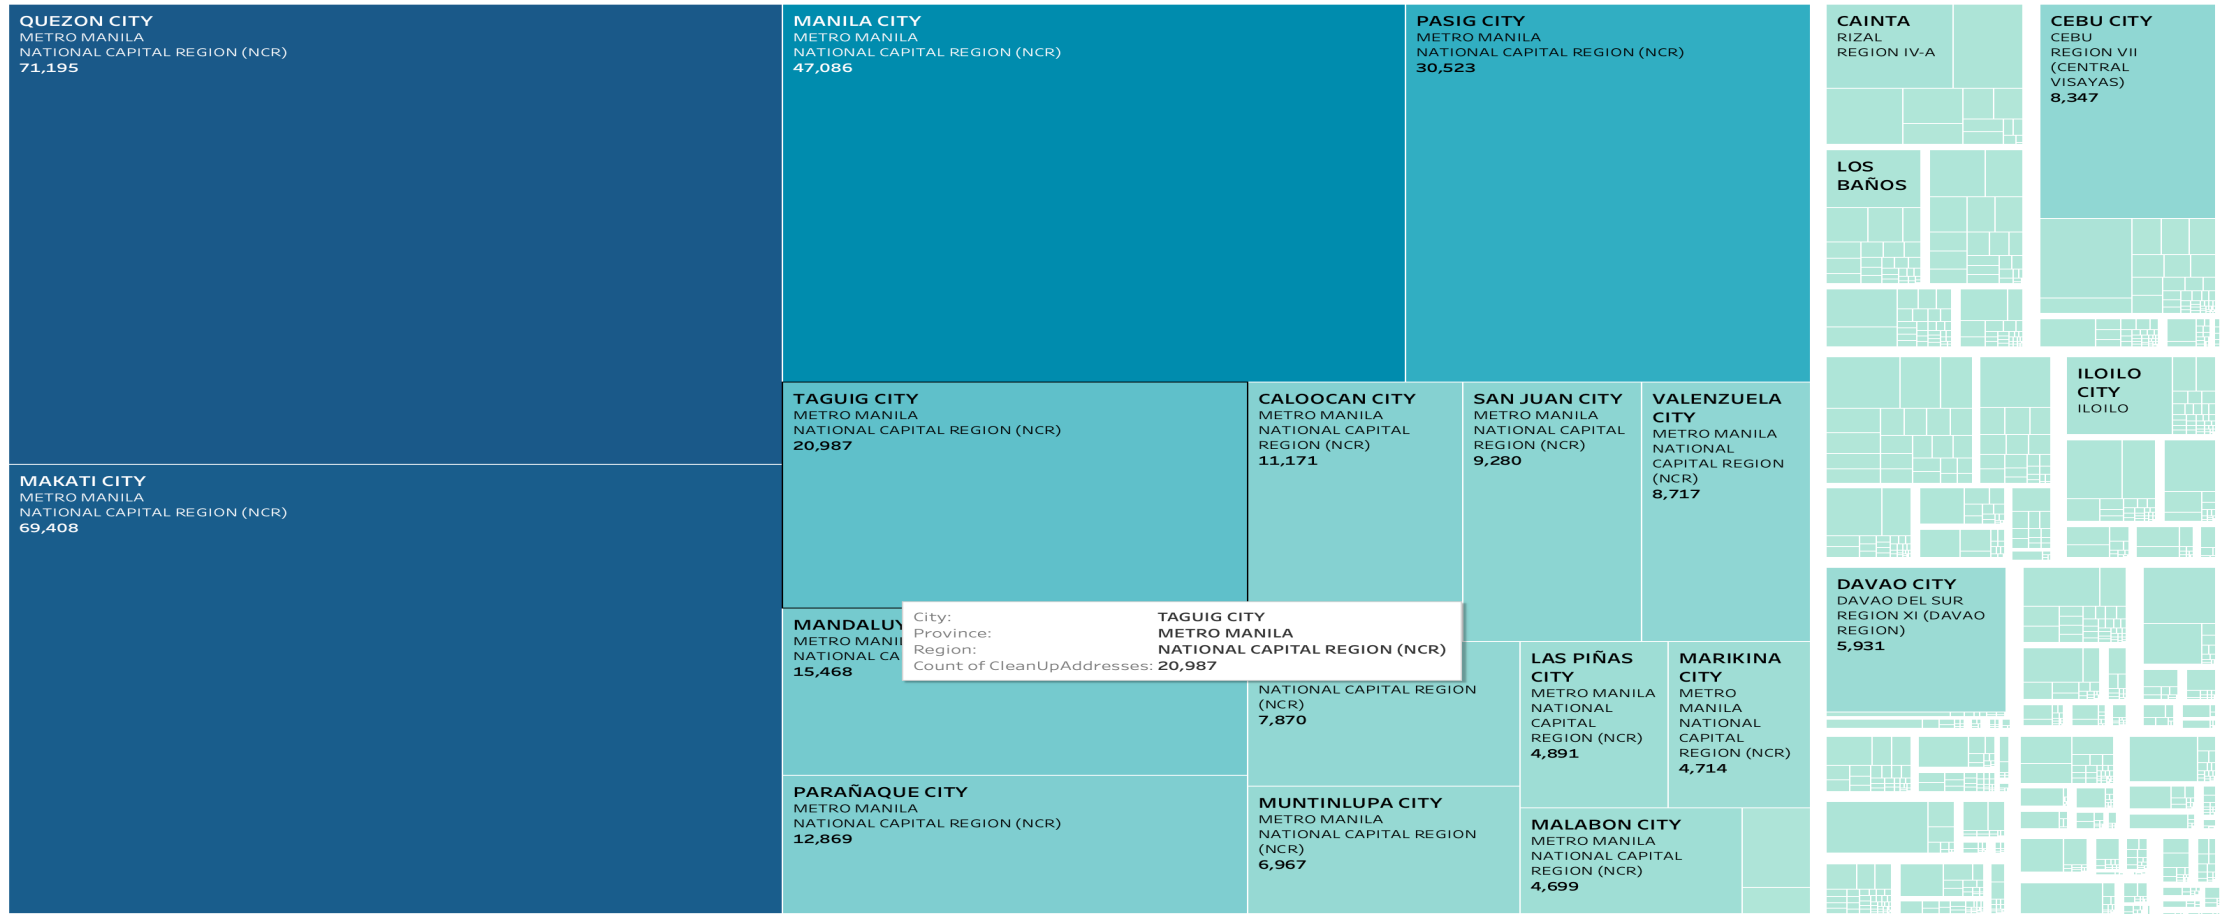 QUEZON CITY
METRO MANILA
NATIONAL CAPITAL REGION (NCR)
71,195
MAKATI CITY
METRO MANILA
NATIONAL CAPITAL REGION (NCR)
69,408
MANILA CITY
METRO MANILA
NATIONAL CAPITAL REGION (NCR)
47,086
PASIG CITY
METRO MANILA
NATIONAL CAPITAL REGION (NCR)
30,523
TAGUIG CITY
METRO MANILA
NATIONAL CAPITAL REGION (NCR)
20,987
CALOOCAN CITY
METRO MANILA
NATIONAL CAPITAL
REGION (NCR)
11,171
SAN JUAN CITY
METRO MANILA
NATIONAL CAPITAL
REGION (NCR)
9,280
VALENZUELA
CITY
METRO MANILA
NATIONAL
CAPITAL REGION
(NCR)
8,717
MANDALUY
METRO MANI
NATIONAL CA
15,468
City: TAGUIG CITY
Province: METRO MANILA
Region: NATIONAL CAPITAL REGION (NCR)
Count of CleanUpAddresses: 20,987
NATIONAL CAPITAL REGION
(NCR)
7,870
LAS PIÑAS
CITY
METRO MANILA
NATIONAL
CAPITAL
REGION (NCR)
4,891
MARIKINA
CITY
METRO
MANILA
NATIONAL
CAPITAL
REGION (NCR)
4,714
PARAÑAQUE CITY
METRO MANILA
NATIONAL CAPITAL REGION (NCR)
12,869
MUNTINLUPA CITY
METRO MANILA
NATIONAL CAPITAL REGION
(NCR)
6,967
MALABON CITY
METRO MANILA
NATIONAL CAPITAL
REGION (NCR)
4,699
CAINTA
RIZAL
REGION IV-A
LOS
BAÑOS
CEBU CITY
CEBU
REGION VII
(CENTRAL
VISAYAS)
8,347
ILOILO
CITY
ILOILO
DAVAO CITY
DAVAO DEL SUR
REGION XI (DAVAO
REGION)
5,931